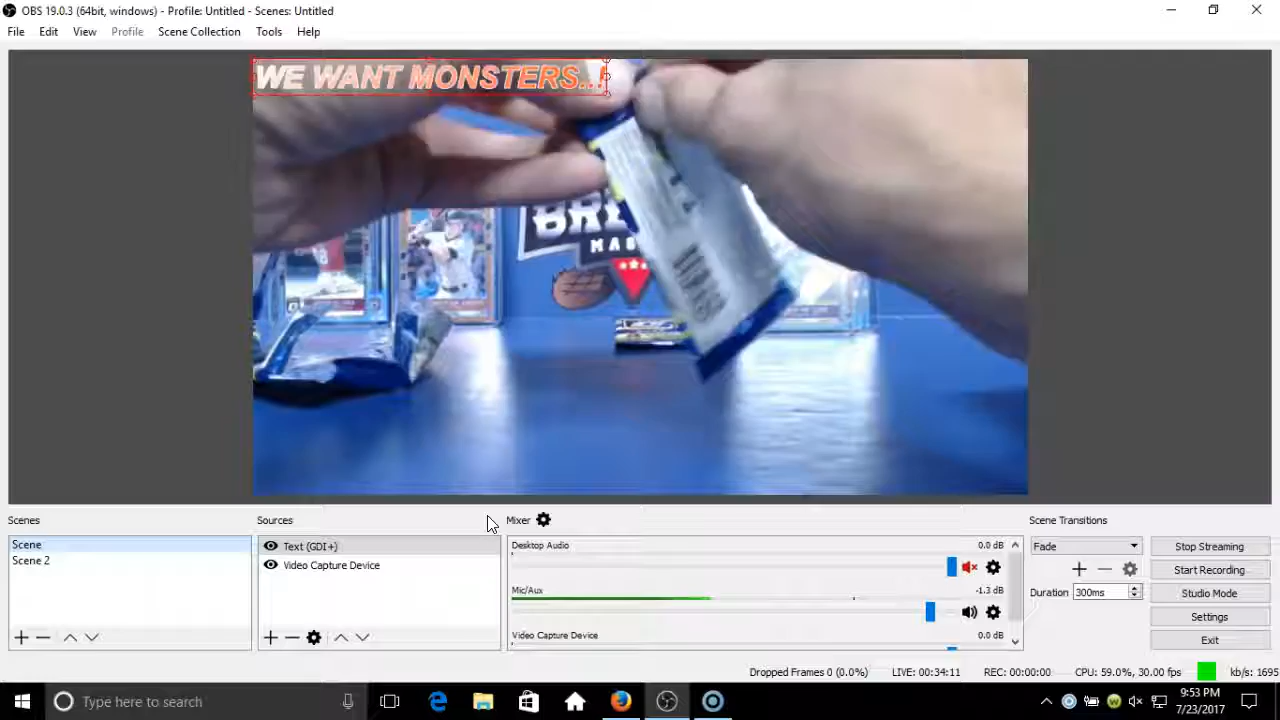 OBS 19.0.3 (64bit, windows) - Profile: Untitled - Scenes: Untitled
File Edit View Profile Scene Collection Tools Help
WE WANT MONSTERS..!
MAS
Scenes
Scene
Scene 2
Sources
Text (GDI+)
Video Capture Device
Mixer
Desktop Audio 0.0 dB
Mic/Aux -1.3 dB
Video Capture Device 0.0 dB
Scene Transitions
Fade
Duration 300ms
Stop Streaming
Start Recording
Studio Mode
Settings
Exit
Dropped Frames 0 (0.0%) LIVE: 00:34:11 REC: 00:00:00 CPU: 59.0%, 30.00 fps kb/s: 1695
Type here to search
9:53 PM
7/23/2017